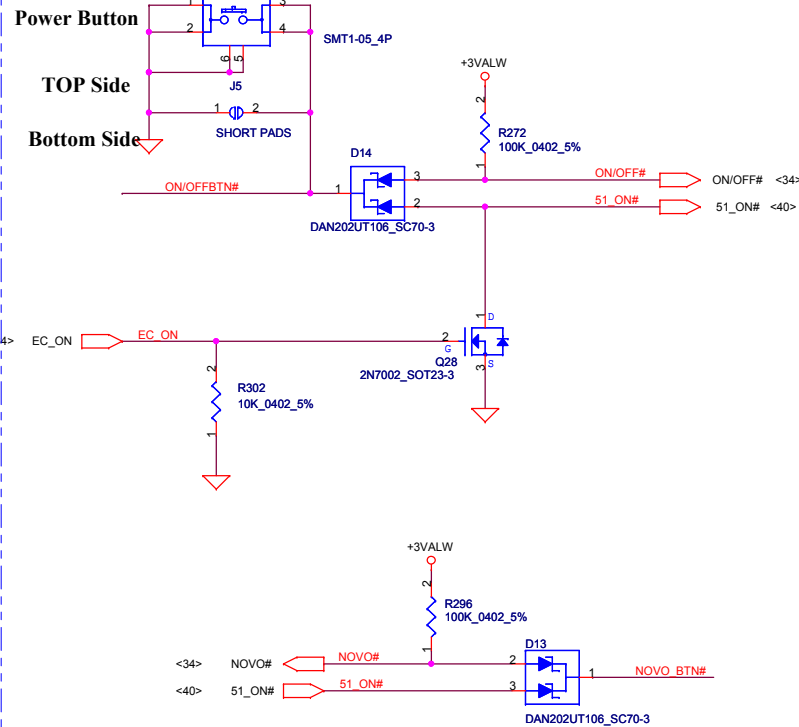 Power Button
1
2
3
4
SMT1-05_4P
6
5
TOP Side
J5
1
2
SHORT PADS
Bottom Side
+3VALW
2
R272
100K_0402_5%
1
D14
ON/OFFBTN#
1
3
ON/OFF#
ON/OFF# <34>
2
51_ON#
51_ON# <40>
DAN202UT106_SC70-3
1
D
4>
EC_ON
EC_ON
2
G
Q28
2N7002_SOT23-3
3
S
2
R302
10K_0402_5%
1
+3VALW
2
R296
100K_0402_5%
1
D13
<34>
NOVO#
NOVO#
2
1
NOVO_BTN#
<40>
51_ON#
51_ON#
3
DAN202UT106_SC70-3